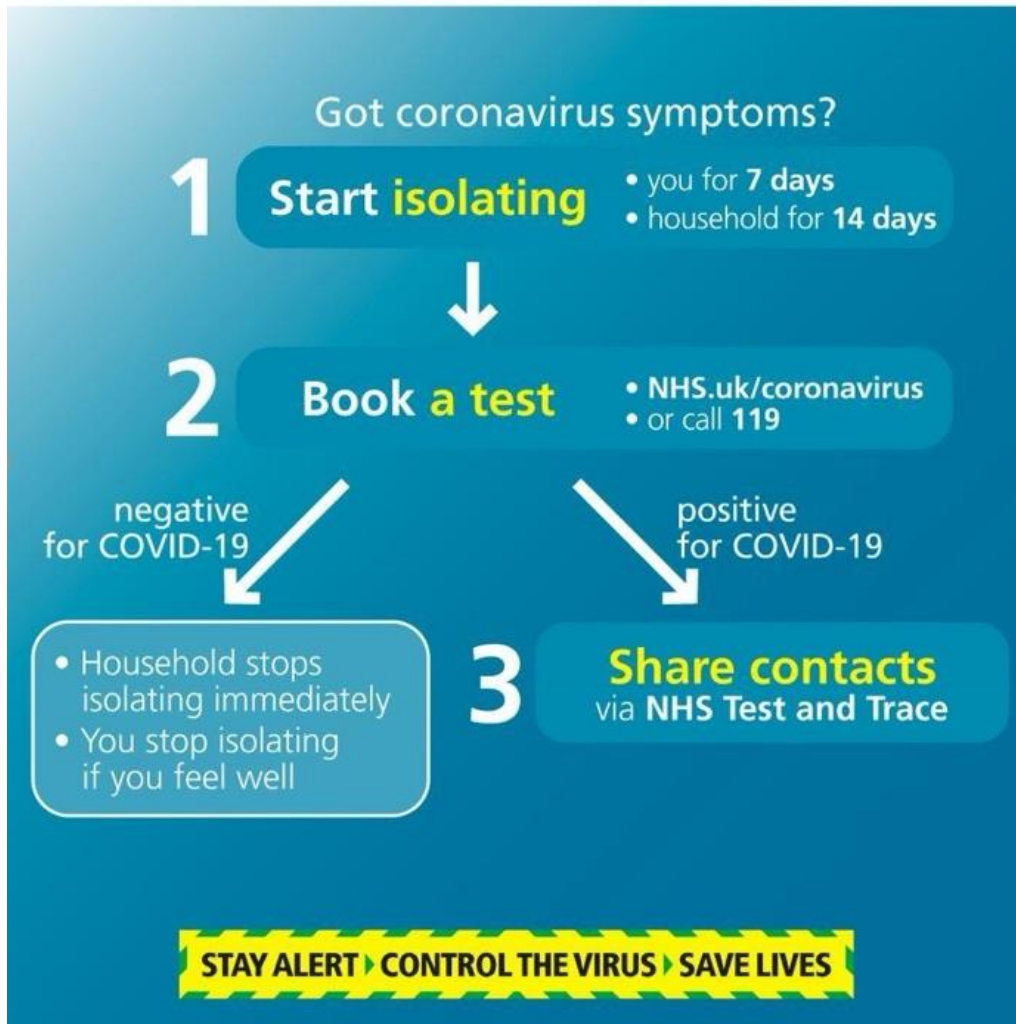 Got coronavirus symptoms?
1
Start isolating
• you for 7 days
• household for 14 days
2
Book a test
• NHS.uk/coronavirus
• or call 119
negative
for COVID-19
positive
for COVID-19
• Household stops
isolating immediately
• You stop isolating
if you feel well
3
Share contacts
via NHS Test and Trace
STAY ALERT CONTROL THE VIRUS SAVE LIVES